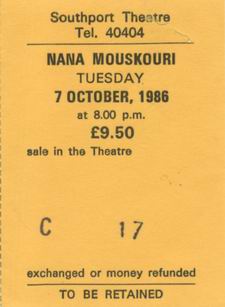 Southport Theatre
Tel. 40404
NANA MOUSKOURI
TUESDAY
7 OCTOBER, 1986
at 8.00 p.m.
£9.50
sale in the Theatre
C 17
exchanged or money refunded
TO BE RETAINED